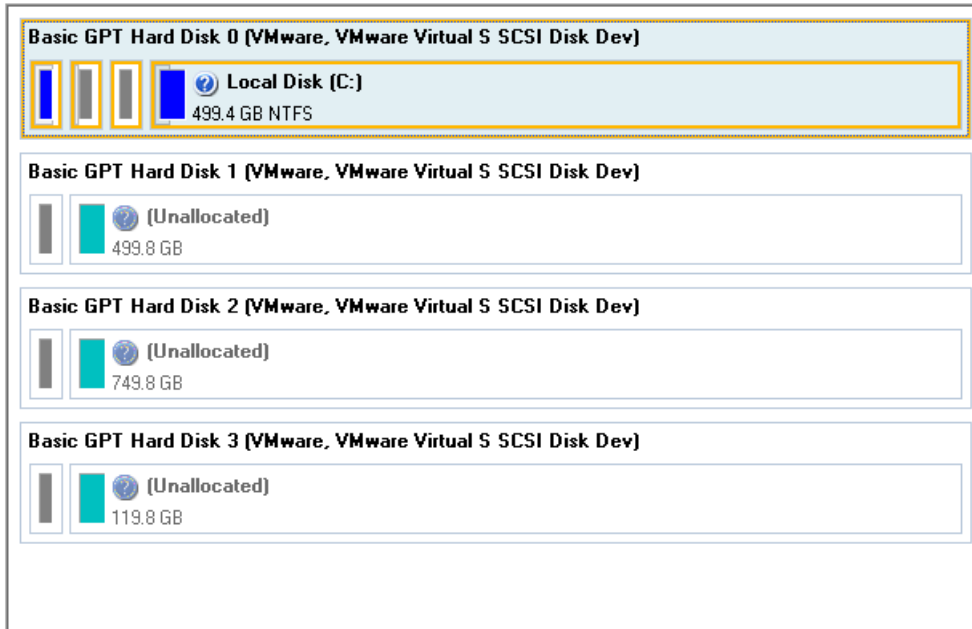 Basic GPT Hard Disk 0 (VMware, VMware Virtual S SCSI Disk Dev)
Local Disk (C:)
499.4 GB NTFS
Basic GPT Hard Disk 1 (VMware, VMware Virtual S SCSI Disk Dev)
(Unallocated)
499.8 GB
Basic GPT Hard Disk 2 (VMware, VMware Virtual S SCSI Disk Dev)
(Unallocated)
749.8 GB
Basic GPT Hard Disk 3 (VMware, VMware Virtual S SCSI Disk Dev)
(Unallocated)
119.8 GB